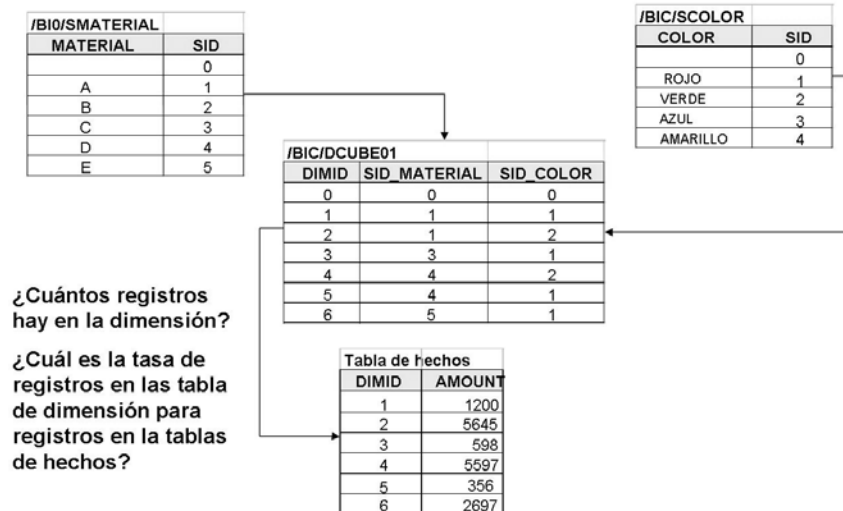 /BI0/SMATERIAL
MATERIAL SID
0
A 1
B 2
C 3
D 4
E 5
/BIC/SCOLOR
COLOR SID
0
ROJO 1
VERDE 2
AZUL 3
AMARILLO 4
/BIC/DCUBE01
DIMID SID_MATERIAL SID_COLOR
0 0 0
1 1 1
2 1 2
3 3 1
4 4 2
5 4 1
6 5 1
¿Cuántos registros
hay en la dimensión?
¿Cuál es la tasa de
registros en las tabla
de dimensión para
registros en la tablas
de hechos?
Tabla de hechos
DIMID AMOUNT
1 1200
2 5645
3 598
4 5597
5 356
6 2697